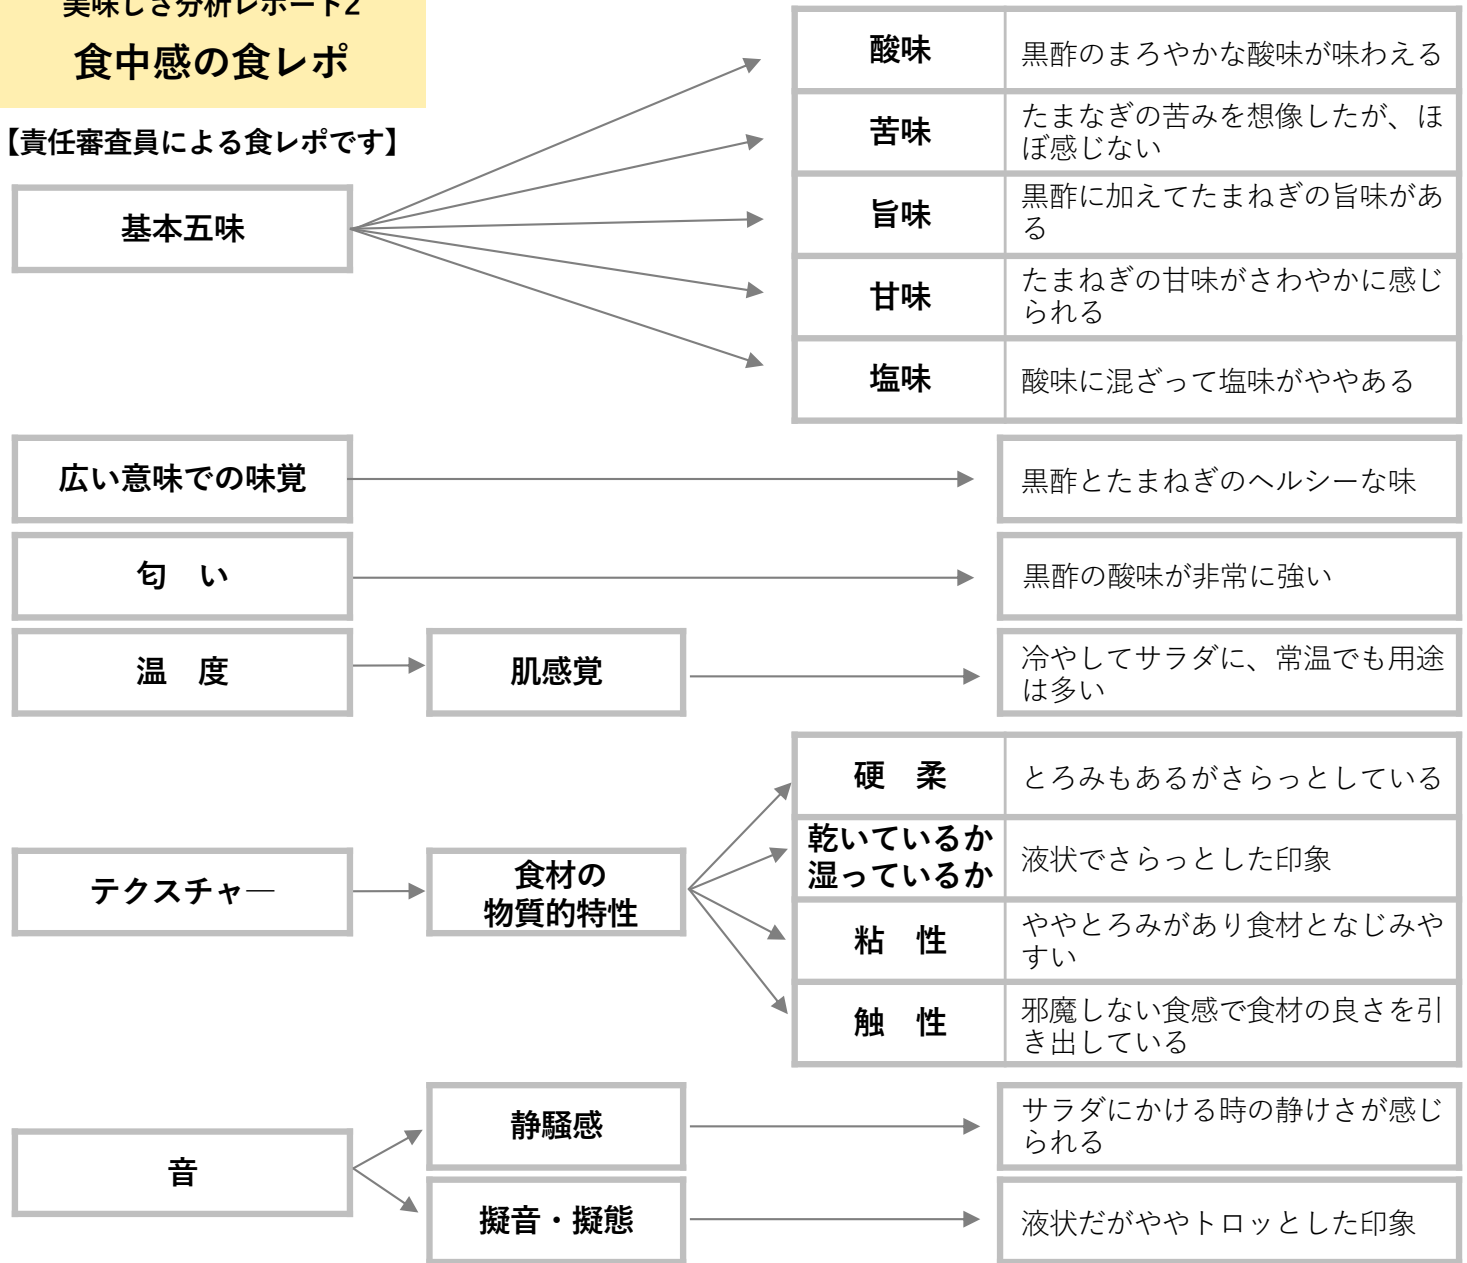 美味しさ分析レポート2
食中感の食レポ
【責任審査員による食レポです】
基本五味
酸味
黒酢のまろやかな酸味が味わえる
苦味
たまなぎの苦みを想像したが、ほ
ぼ感じない
旨味
黒酢に加えてたまねぎの旨味があ
る
甘味
たまねぎの甘味がさわやかに感じ
られる
塩味
酸味に混ざって塩味がややある
広い意味での味覚
黒酢とたまねぎのヘルシーな味
匂　い
黒酢の酸味が非常に強い
温　度
肌感覚
冷やしてサラダに、常温でも用途
は多い
テクスチャ―
食材の
物質的特性
硬　柔
とろみもあるがさらっとしている
乾いているか
湿っているか
液状でさらっとした印象
粘　性
ややとろみがあり食材となじみや
すい
触　性
邪魔しない食感で食材の良さを引
き出している
音
静騒感
サラダにかける時の静けさが感じ
られる
擬音・擬態
液状だがややトロッとした印象